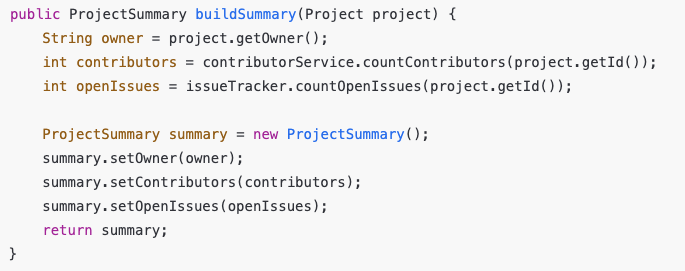 public ProjectSummary buildSummary(Project project) {
    String owner = project.getOwner();
    int contributors = contributorService.countContributors(project.getId());
    int openIssues = issueTracker.countOpenIssues(project.getId());

    ProjectSummary summary = new ProjectSummary();
    summary.setOwner(owner);
    summary.setContributors(contributors);
    summary.setOpenIssues(openIssues);
    return summary;
}